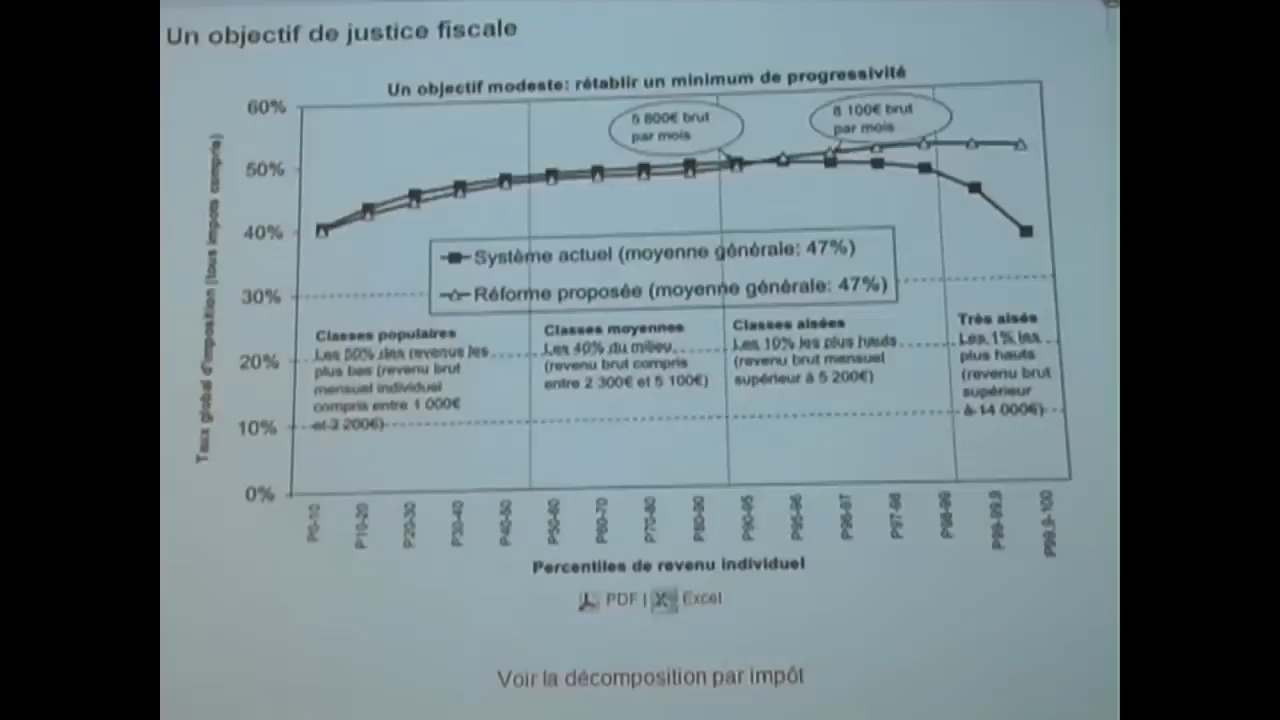 Un objectif de justice fiscale
Un objectif modeste: rétablir un minimum de progressivité
60%
50%
40%
30%
20%
10%
0%
Taux global d'imposition (tous impots compris)
5 800€ brut
par mois
8 100€ brut
par mois
Système actuel (moyenne générale: 47%)
Réforme proposée (moyenne générale: 47%)
Classes populaires
Les 50% des revenus les
plus bas (revenu brut
mensuel individuel
compris entre 1 000€
et 2 200€)
Classes moyennes
Les 40% du milieu
(revenu brut compris
entre 2 300€ et 5 100€)
Classes aisées
Les 10% les plus hauts
(revenu brut mensuel
supérieur à 5 200€)
Très aisés
Les 1% les
plus hauts
(revenu brut
supérieur
à 14 000€)
P0-10
P10-20
P20-30
P30-40
P40-50
P50-60
P60-70
P70-80
P80-90
P90-95
P95-96
P96-97
P97-98
P98-99
P99-99,9
P99,9-100
Percentiles de revenu individuel
PDF | Excel
Voir la décomposition par impôt